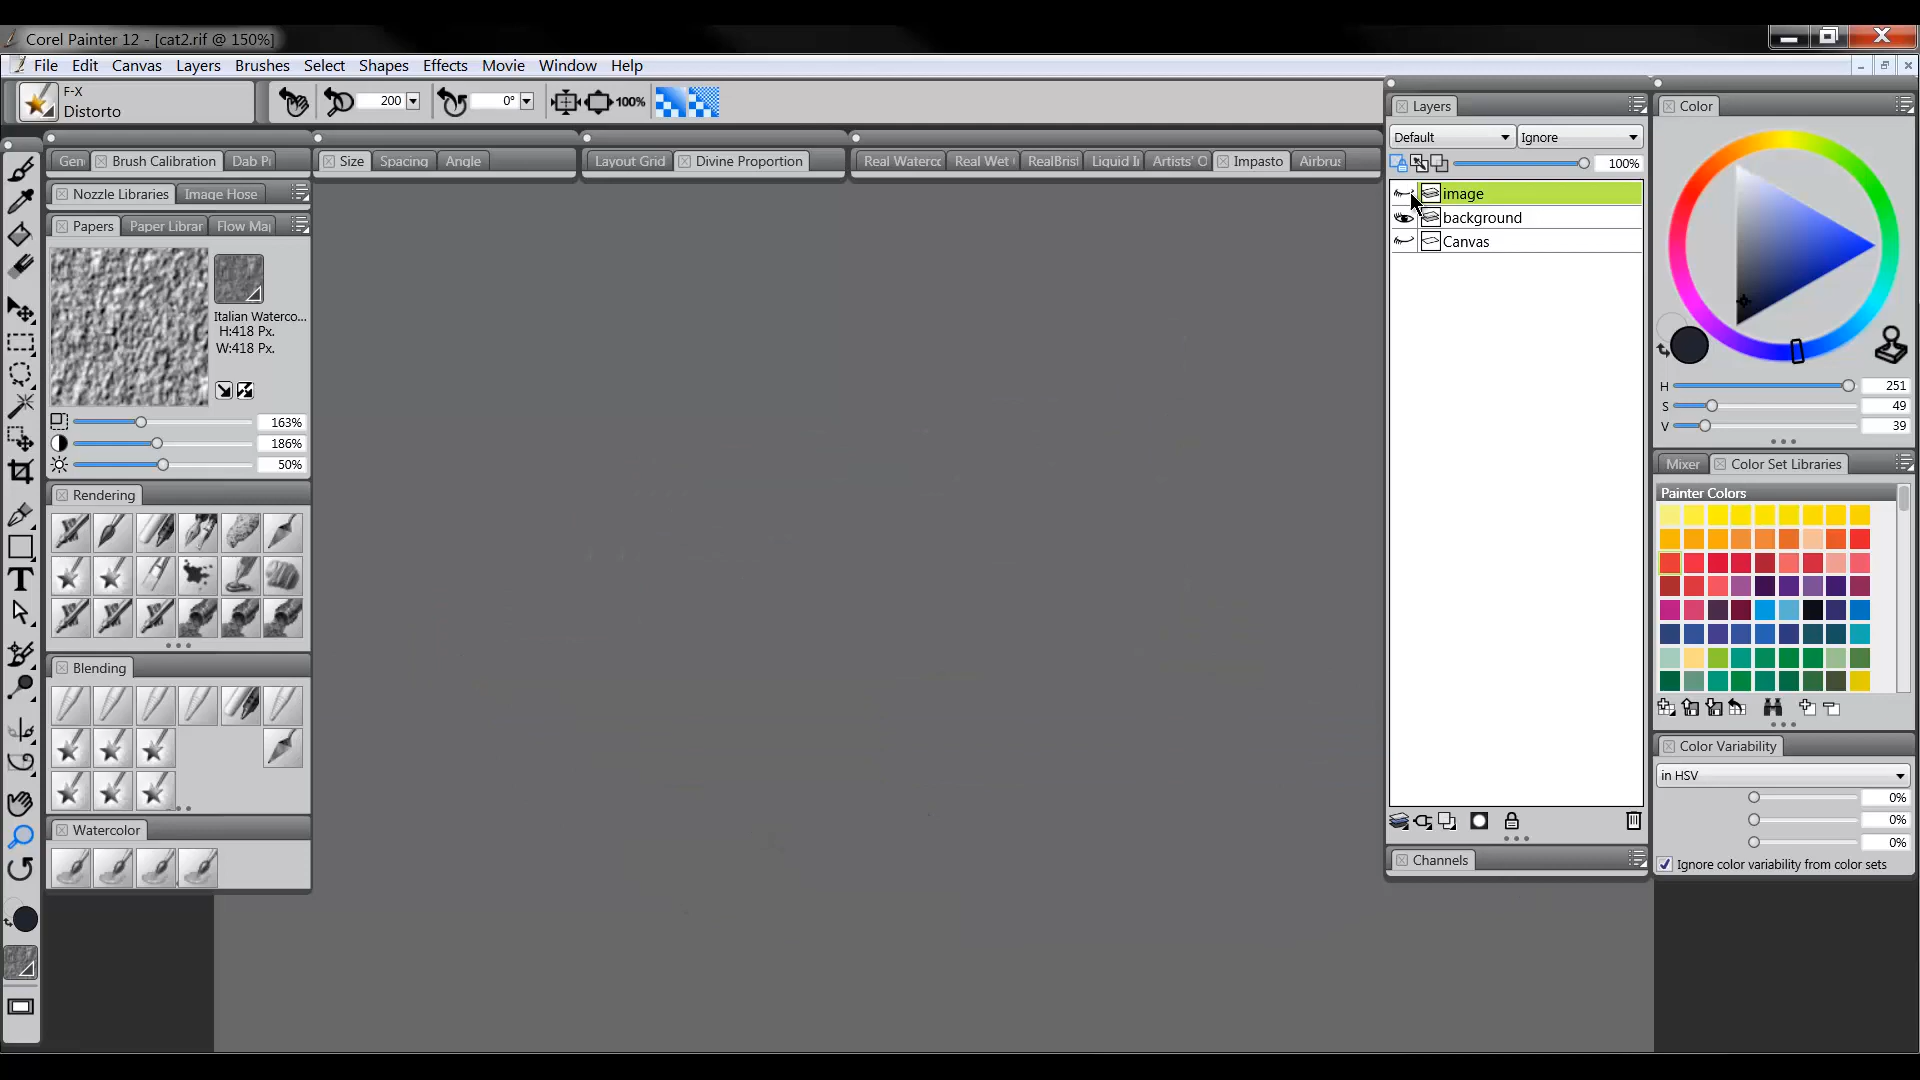 Corel Painter 12 - [cat2.rif @ 150%]
File Edit Canvas Layers Brushes Select Shapes Effects Movie Window Help
F-X
Distorto
200
0°
100%
Gen Brush Calibration Dab P
Size Spacing Angle
Layout Grid Divine Proportion
Real Waterco Real Wet RealBrist Liquid I Artists' O Impasto Airbrus
Nozzle Libraries Image Hose
Papers Paper Librar Flow Ma
Italian Waterco...
H:418 Px.
W:418 Px.
163%
186%
50%
Rendering
Blending
Watercolor
Layers
Default Ignore
100%
image
background
Canvas
Channels
Color
H 251
S 49
V 39
Mixer Color Set Libraries
Painter Colors
Color Variability
in HSV
0%
0%
0%
Ignore color variability from color sets